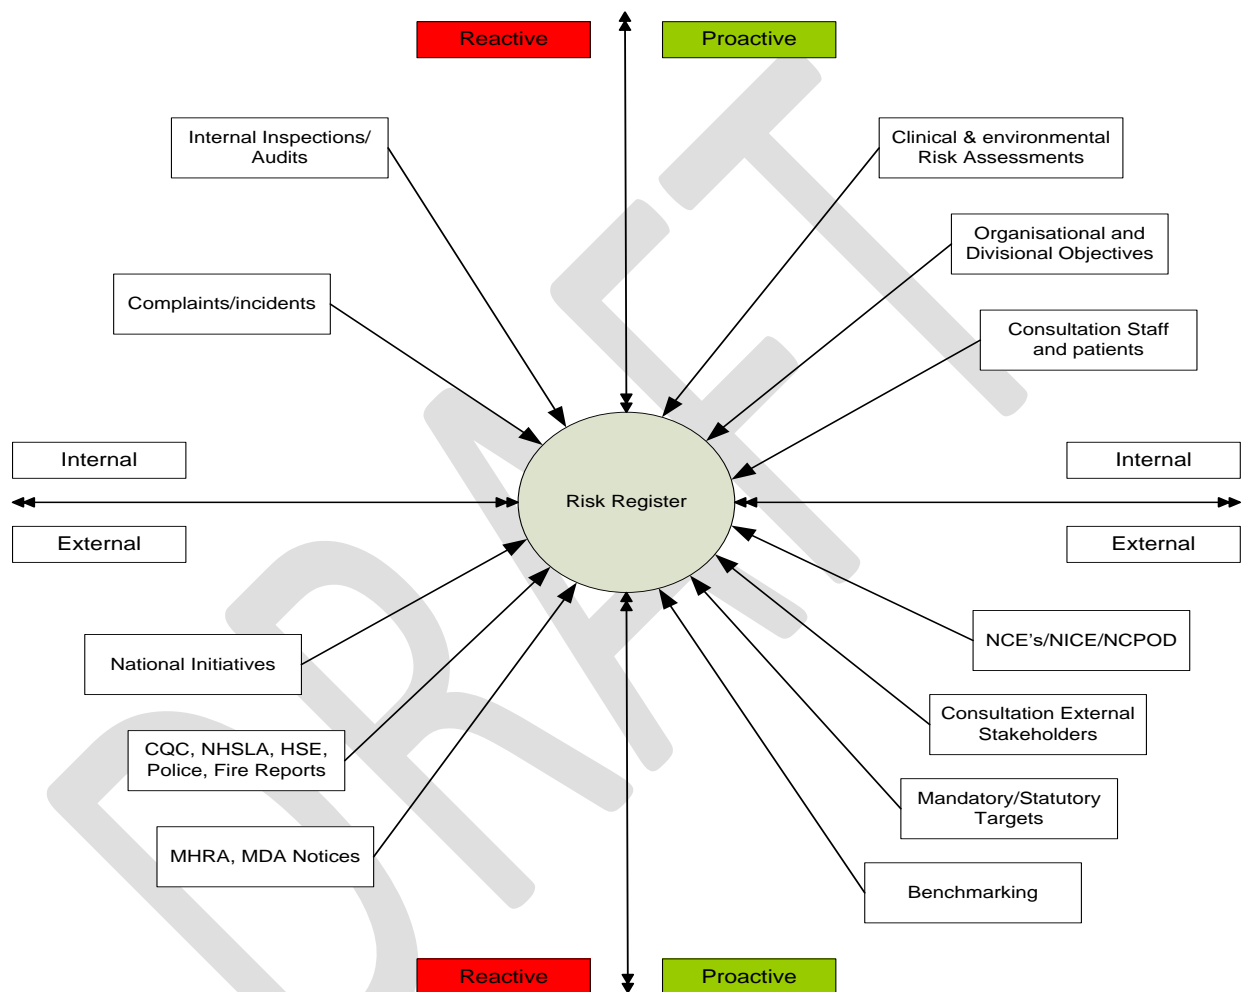 Reactive
Proactive
Internal Inspections/
Audits
Clinical & environmental
Risk Assessments
Organisational and
Divisional Objectives
Complaints/incidents
Consultation Staff
and patients
Internal
Internal
Risk Register
External
External
NCE's/NICE/NCPOD
National Initiatives
Consultation External
Stakeholders
CQC, NHSLA, HSE,
Police, Fire Reports
Mandatory/Statutory
Targets
MHRA, MDA Notices
Benchmarking
Reactive
Proactive
DRAFT